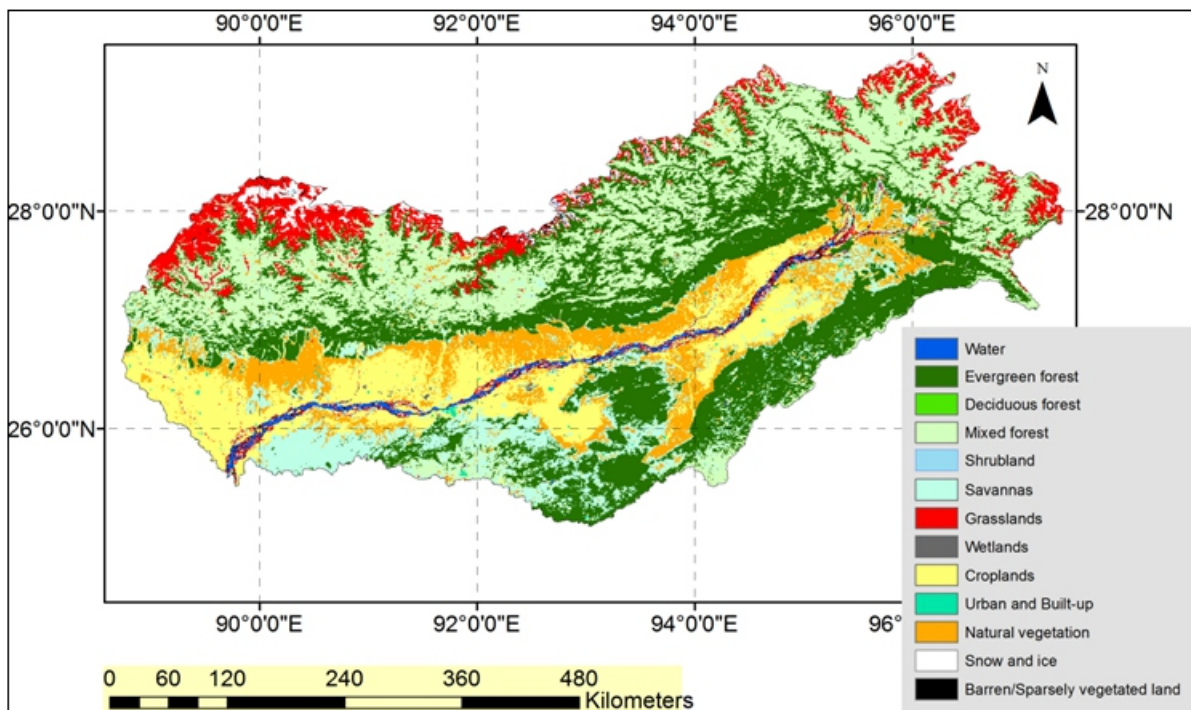 90°0'0"E 92°0'0"E 94°0'0"E 96°0'0"E
N
28°0'0"N 28°0'0"N
26°0'0"N
90°0'0"E 92°0'0"E 94°0'0"E 96°
Water
Evergreen forest
Deciduous forest
Mixed forest
Shrubland
Savannas
Grasslands
Wetlands
Croplands
Urban and Built-up
Natural vegetation
Snow and ice
Barren/Sparsely vegetated land
0 60 120 240 360 480
Kilometers